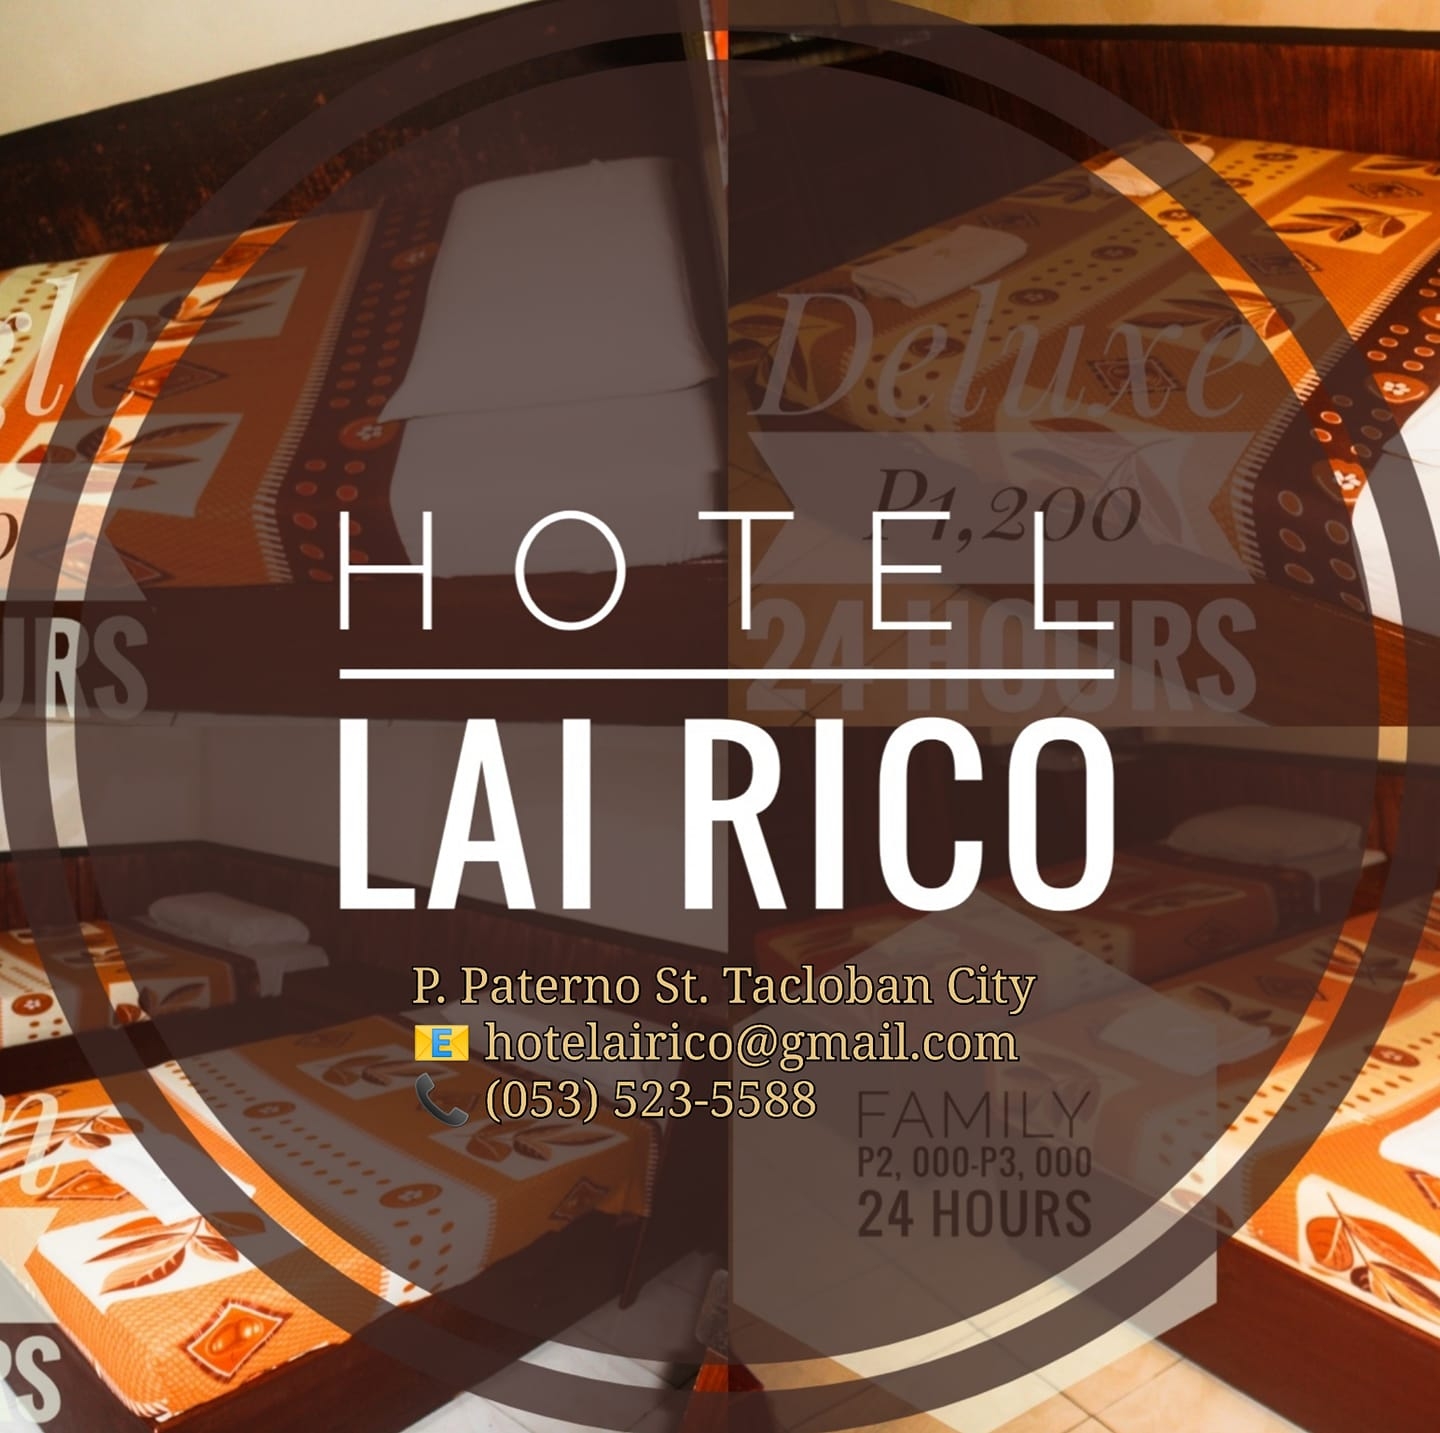 Deluxe
P1,200
24 HOURS
HOTEL
LAI RICO
P. Paterno St. Tacloban City
📧 hotelairico@gmail.com
📞 (053) 523-5588
FAMILY
P2, 000-P3, 000
24 HOURS